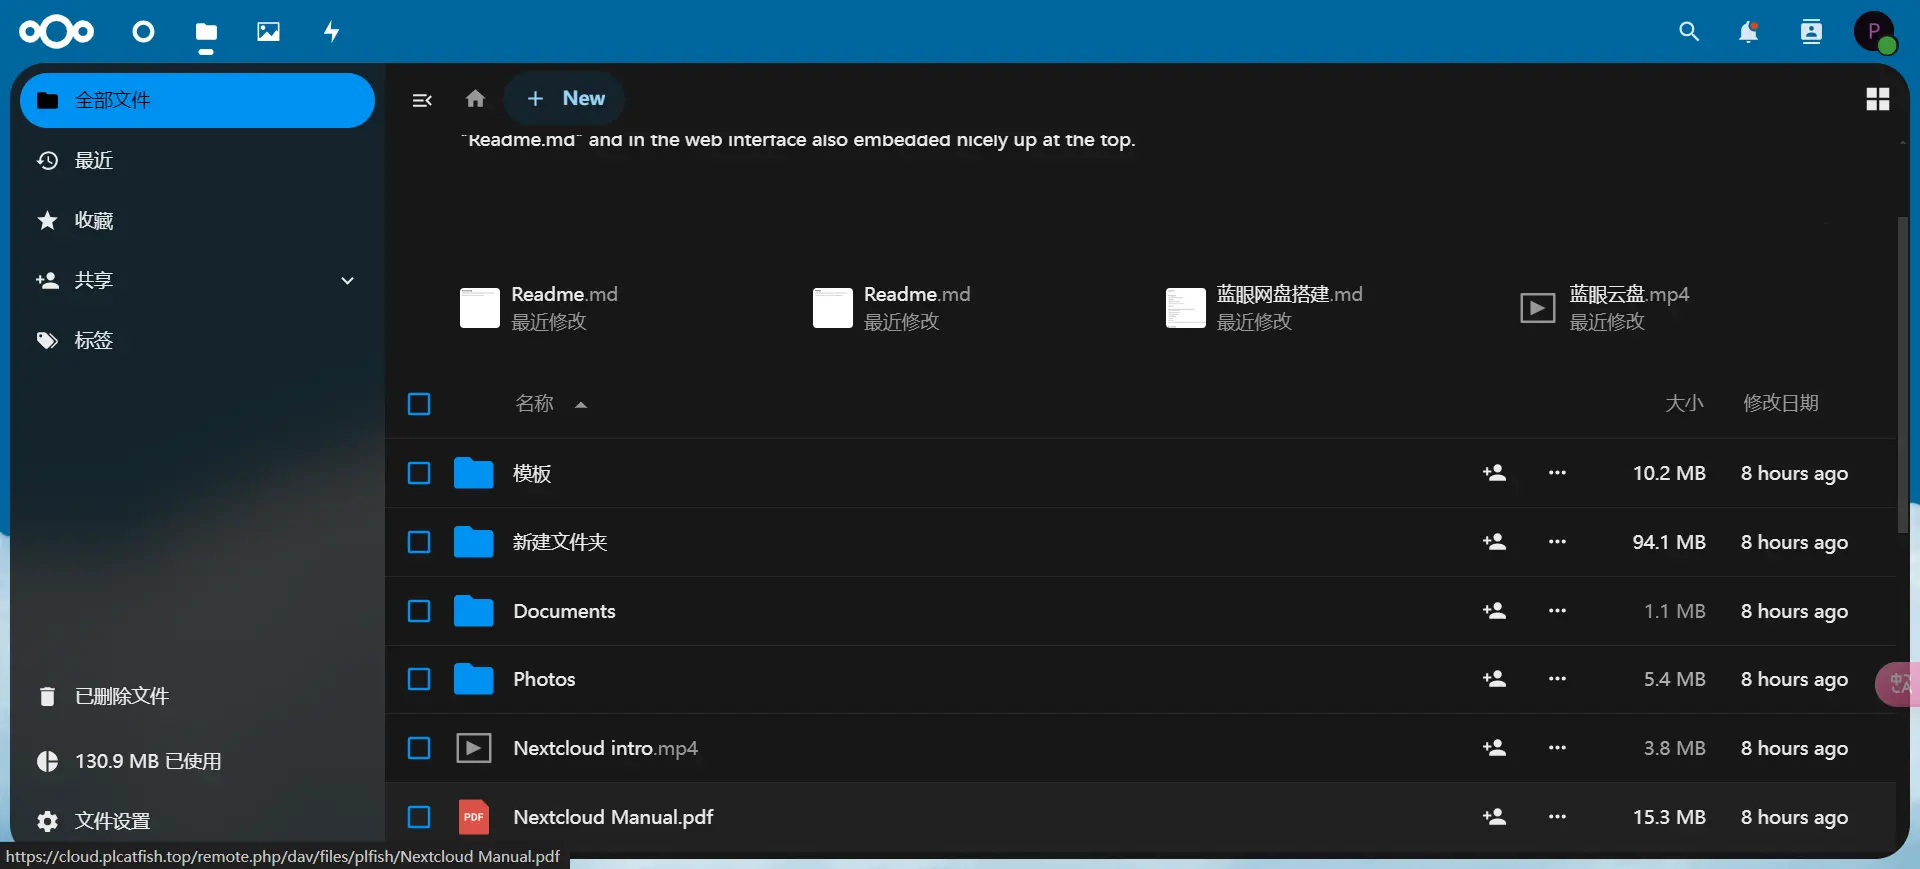 P
全部文件
最近
收藏
共享
标签
已删除文件
130.9 MB 已使用
文件设置
+ New
"Readme.md" and in the web interface also embedded nicely up at the top.
Readme.md
最近修改
Readme.md
最近修改
蓝眼网盘搭建.md
最近修改
蓝眼云盘.mp4
最近修改
名称 大小 修改日期
模板 10.2 MB 8 hours ago
新建文件夹 94.1 MB 8 hours ago
Documents 1.1 MB 8 hours ago
Photos 5.4 MB 8 hours ago
Nextcloud intro.mp4 3.8 MB 8 hours ago
PDF Nextcloud Manual.pdf 15.3 MB 8 hours ago
中A
https://cloud.plcatfish.top/remote.php/dav/files/plfish/Nextcloud Manual.pdf